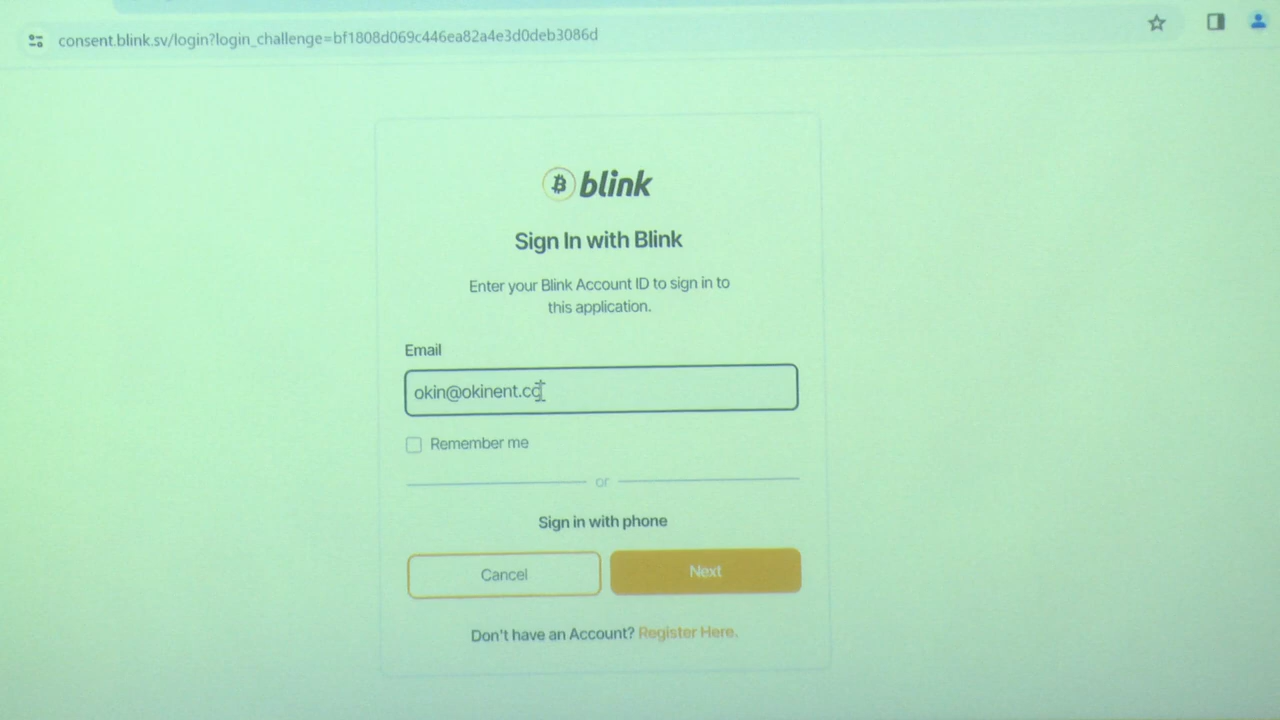 consent.blink.sv/login?login_challenge=bf1808d069c446ea82a4e3d0deb3086d
blink
Sign In with Blink
Enter your Blink Account ID to sign in to
this application.
Email
okin@okinent.co
Remember me
or
Sign in with phone
Cancel
Next
Don't have an Account? Register Here.